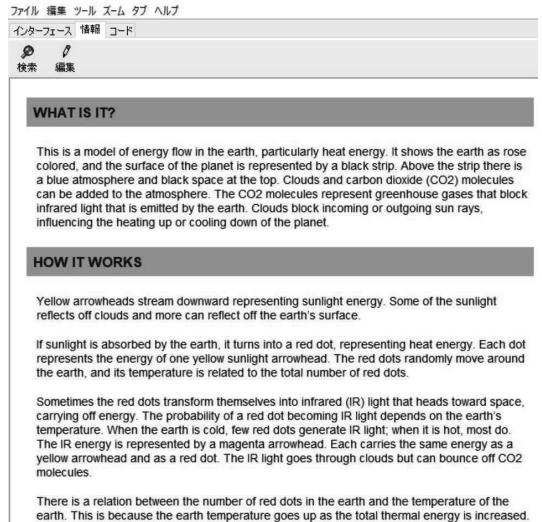 ファイル 編集 ツール ズーム タブ ヘルプ
インターフェース 情報 コード
検索 編集
WHAT IS IT?
This is a model of energy flow in the earth, particularly heat energy. It shows the earth as rose
colored, and the surface of the planet is represented by a black strip. Above the strip there is
a blue atmosphere and black space at the top. Clouds and carbon dioxide (CO2) molecules
can be added to the atmosphere. The CO2 molecules represent greenhouse gases that block
infrared light that is emitted by the earth. Clouds block incoming or outgoing sun rays,
influencing the heating up or cooling down of the planet.
HOW IT WORKS
Yellow arrowheads stream downward representing sunlight energy. Some of the sunlight
reflects off clouds and more can reflect off the earth's surface.
If sunlight is absorbed by the earth, it turns into a red dot, representing heat energy. Each dot
represents the energy of one yellow sunlight arrowhead. The red dots randomly move around
the earth, and its temperature is related to the total number of red dots.
Sometimes the red dots transform themselves into infrared (IR) light that heads toward space,
carrying off energy. The probability of a red dot becoming IR light depends on the earth's
temperature. When the earth is cold, few red dots generate IR light; when it is hot, most do.
The IR energy is represented by a magenta arrowhead. Each carries the same energy as a
yellow arrowhead and as a red dot. The IR light goes through clouds but can bounce off CO2
molecules.
There is a relation between the number of red dots in the earth and the temperature of the
earth. This is because the earth temperature goes up as the total thermal energy is increased.